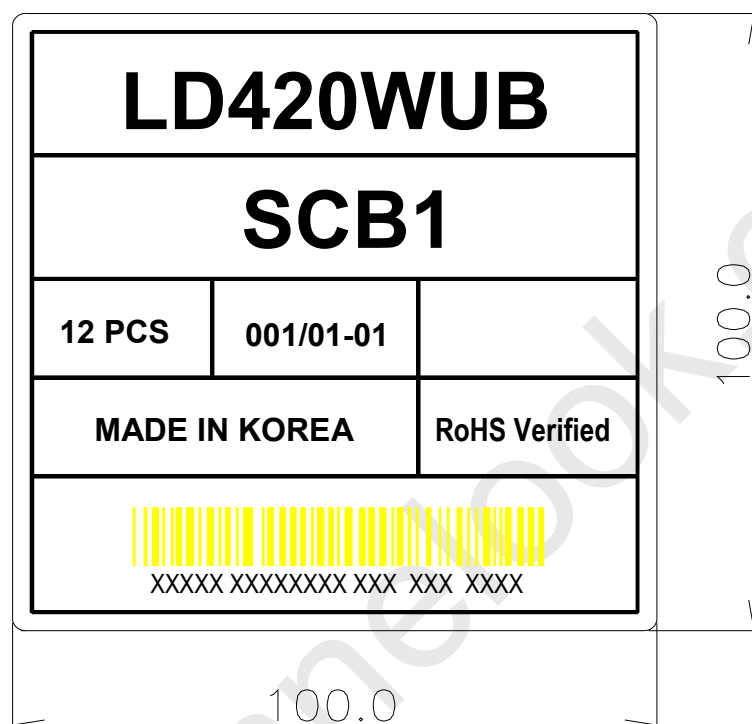 LD420WUB
SCB1
12 PCS 001/01-01
MADE IN KOREA RoHS Verified
XXXXX XXXXXXXX XXX XXX XXXX
100.0
100.0
nelook.c